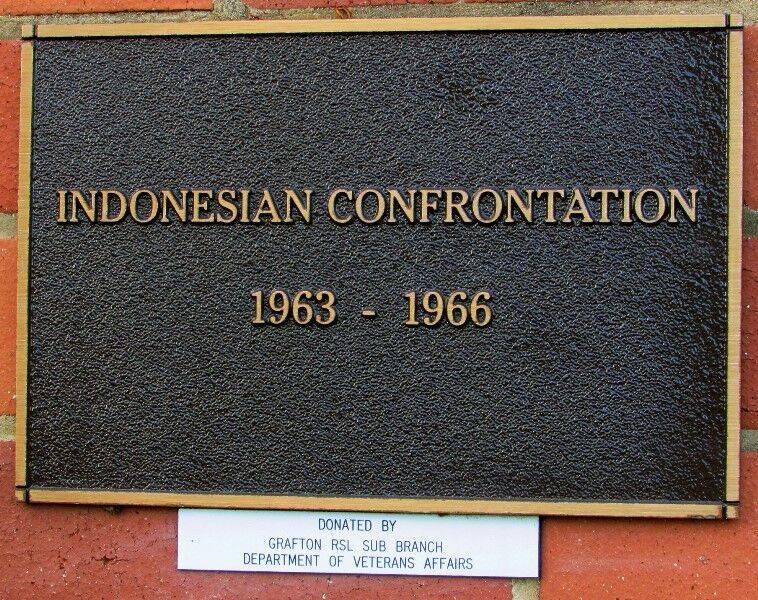 INDONESIAN CONFRONTATION
1963 - 1966
DONATED BY
GRAFTON RSL SUB BRANCH
DEPARTMENT OF VETERANS AFFAIRS